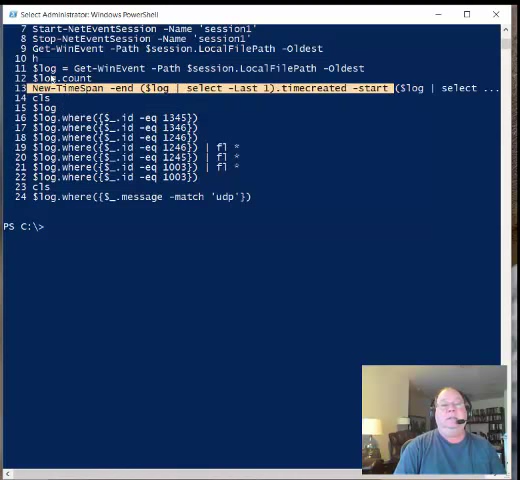 Select Administrator: Windows PowerShell
7 Start-NetEventSession -Name 'session1'
8 Stop-NetEventSession -Name 'session1'
9 Get-WinEvent -Path $session.LocalFilePath -Oldest
10 h
11 $log = Get-WinEvent -Path $session.LocalFilePath -Oldest
12 $log.count
13 New-TimeSpan -end ($log | select -Last 1).timecreated -start ($log | select ...
14 cls
15 $log
16 $log.where({$_.id -eq 1345})
17 $log.where({$_.id -eq 1346})
18 $log.where({$_.id -eq 1246})
19 $log.where({$_.id -eq 1246}) | fl *
20 $log.where({$_.id -eq 1245}) | fl *
21 $log.where({$_.id -eq 1003}) | fl *
22 $log.where({$_.id -eq 1003})
23 cls
24 $log.where({$_.message -match 'udp'})
PS C:\>